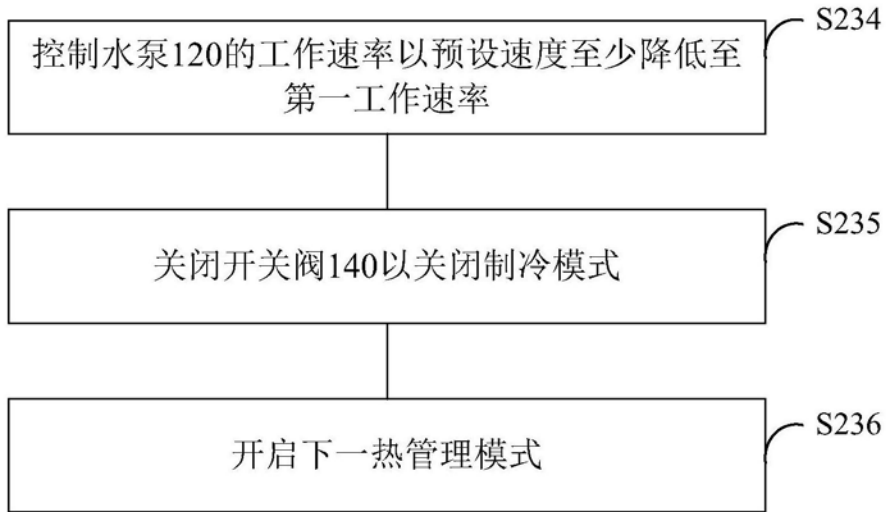 S234
控制水泵120的工作速率以预设速度至少降低至
第一工作速率
S235
关闭开关阀140以关闭制冷模式
S236
开启下一热管理模式